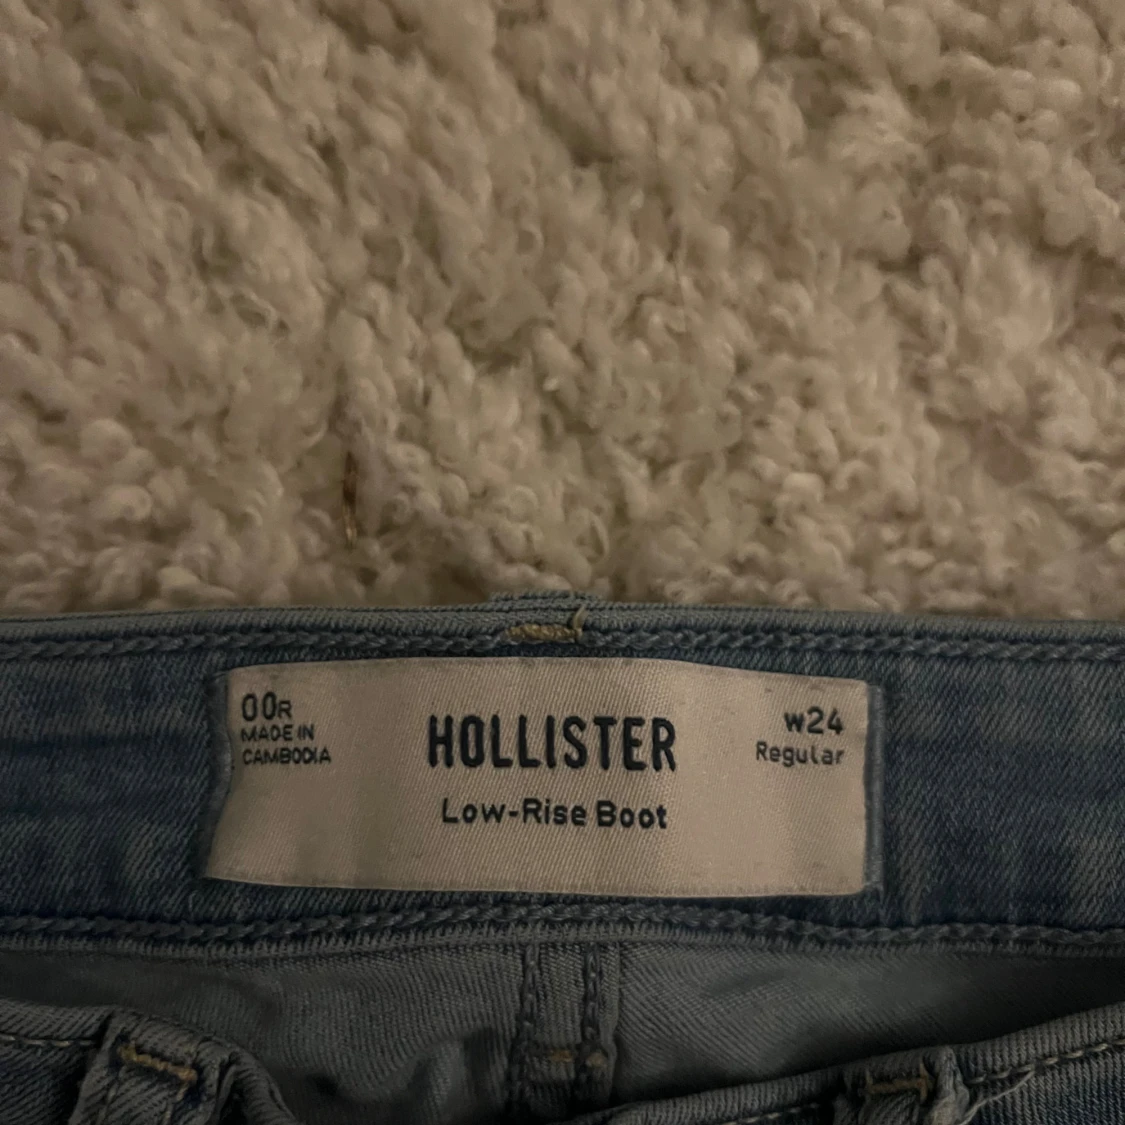 00R
MADE IN
CAMBODIA
HOLLISTER
Low-Rise Boot
W24
Regular